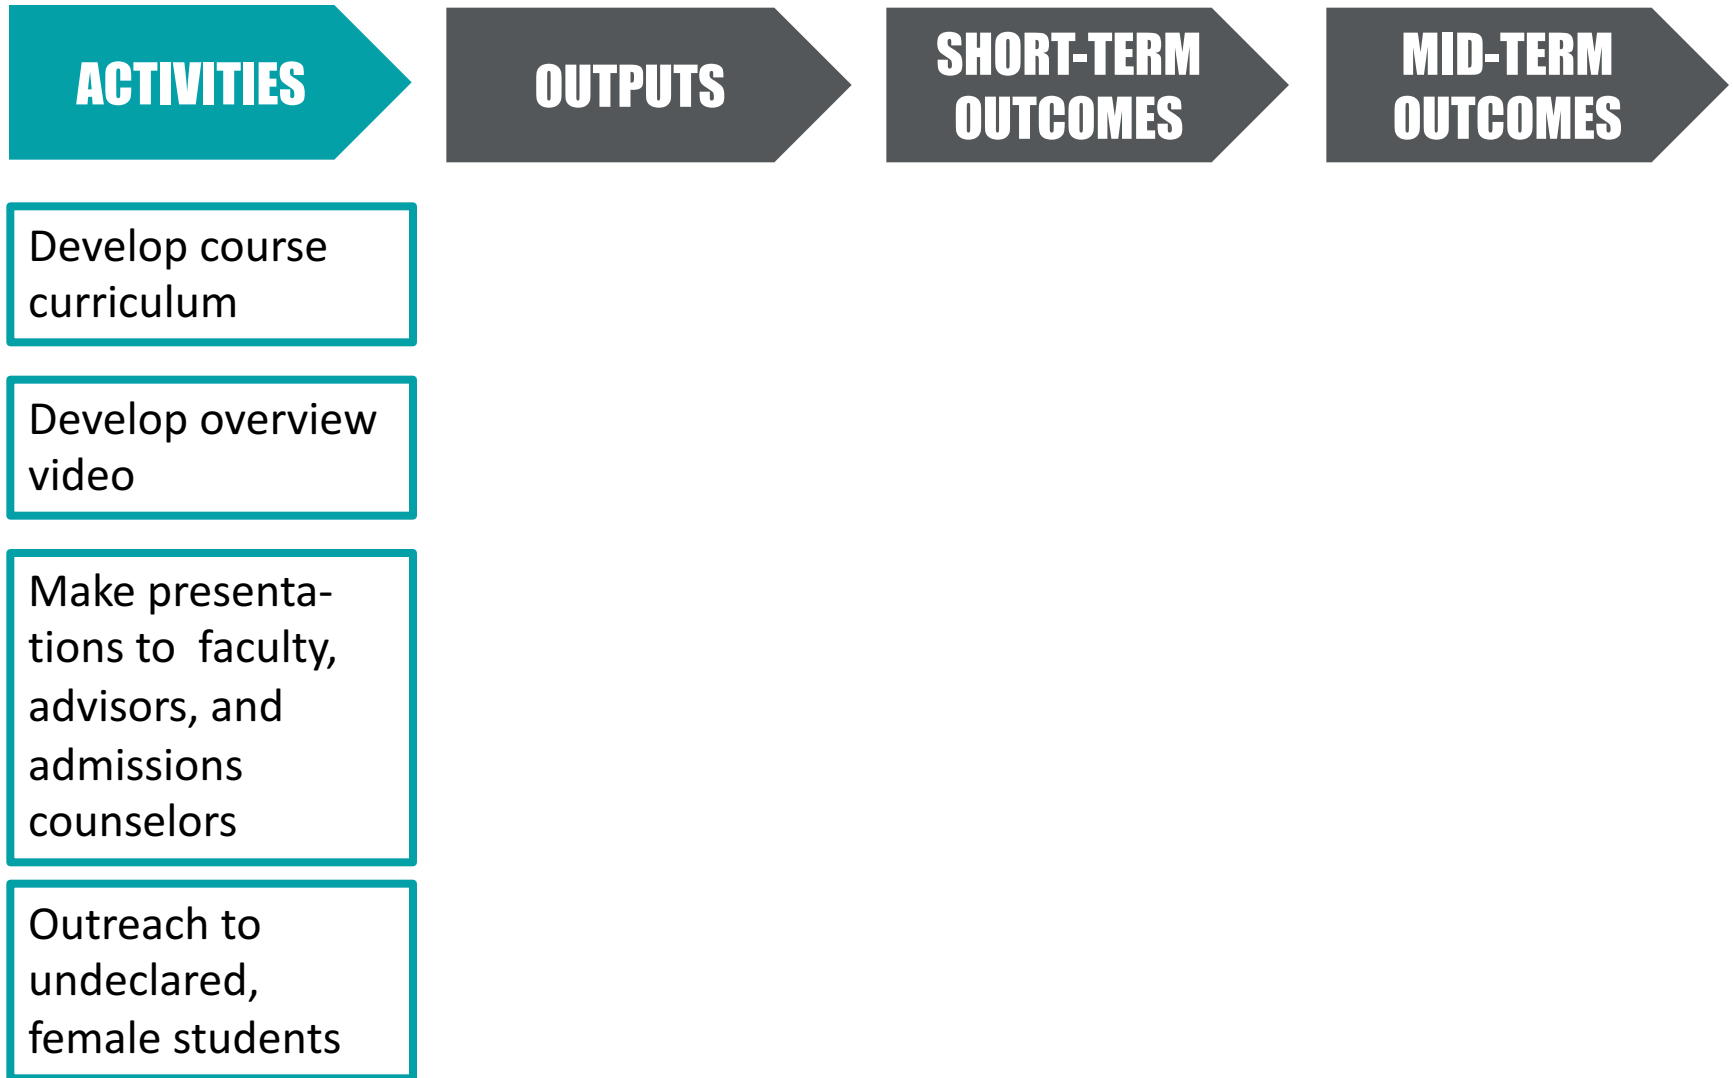 ACTIVITIES
OUTPUTS
SHORT-TERM
OUTCOMES
MID-TERM
OUTCOMES
Develop course
curriculum
Develop overview
video
Make presenta-
tions to  faculty,
advisors, and
admissions
counselors
Outreach to
undeclared,
female students